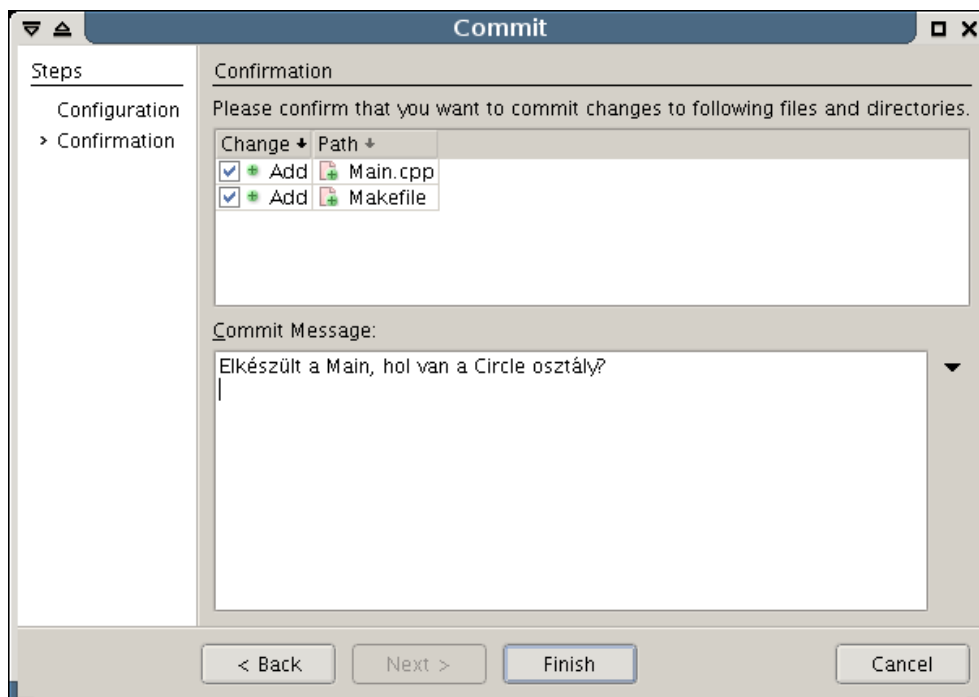 Commit
Steps
Configuration
> Confirmation
Confirmation
Please confirm that you want to commit changes to following files and directories.
Change Path
Add Main.cpp
Add Makefile
Commit Message:
Elkészült a Main, hol van a Circle osztály?
< Back Next > Finish Cancel